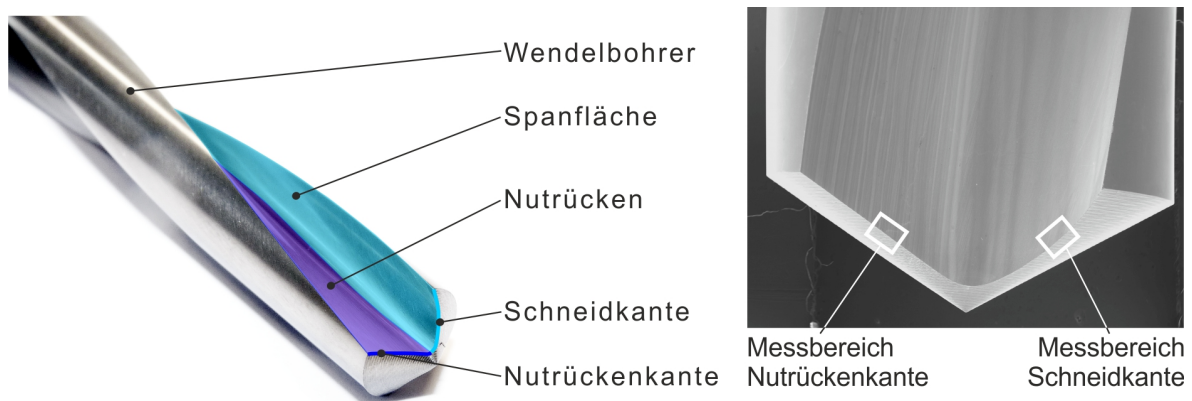 Wendelbohrer
Spanfläche
Nutrücken
Schneidkante
Nutrückenkante
Messbereich
Nutrückenkante
Messbereich
Schneidkante